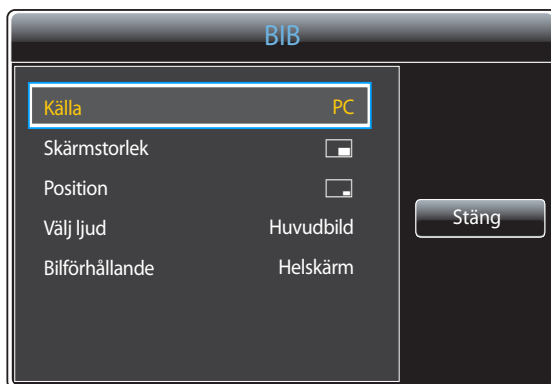 BIB
Källa PC
Skärmstorlek
Position
Välj ljud Huvudbild
Bilförhållande Helskärm
Stäng